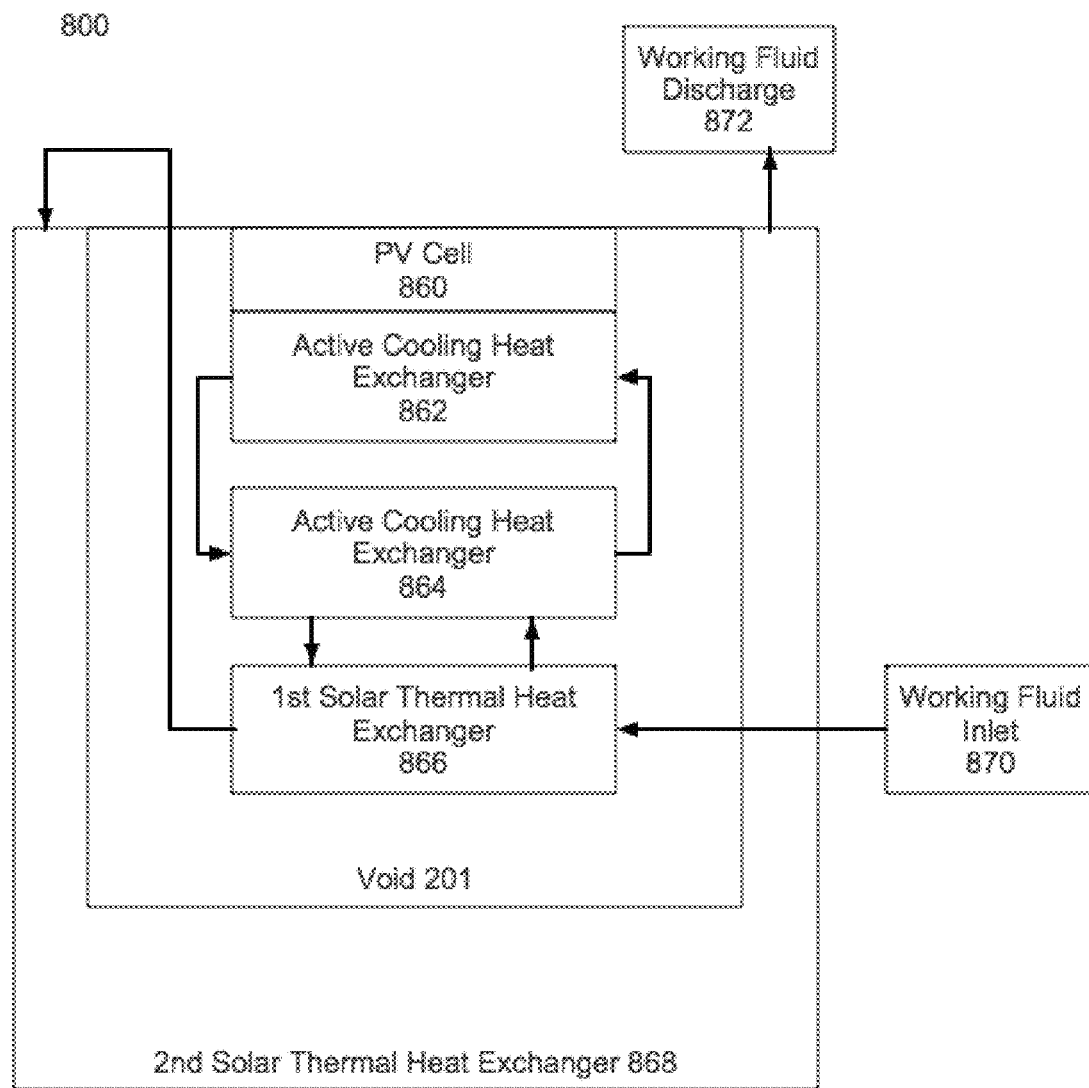 800
Working Fluid
Discharge
872
PV Cell
860
Active Cooling Heat
Exchanger
862
Active Cooling Heat
Exchanger
864
1st Solar Thermal Heat
Exchanger
866
Working Fluid
Inlet
870
Void 201
2nd Solar Thermal Heat Exchanger 868